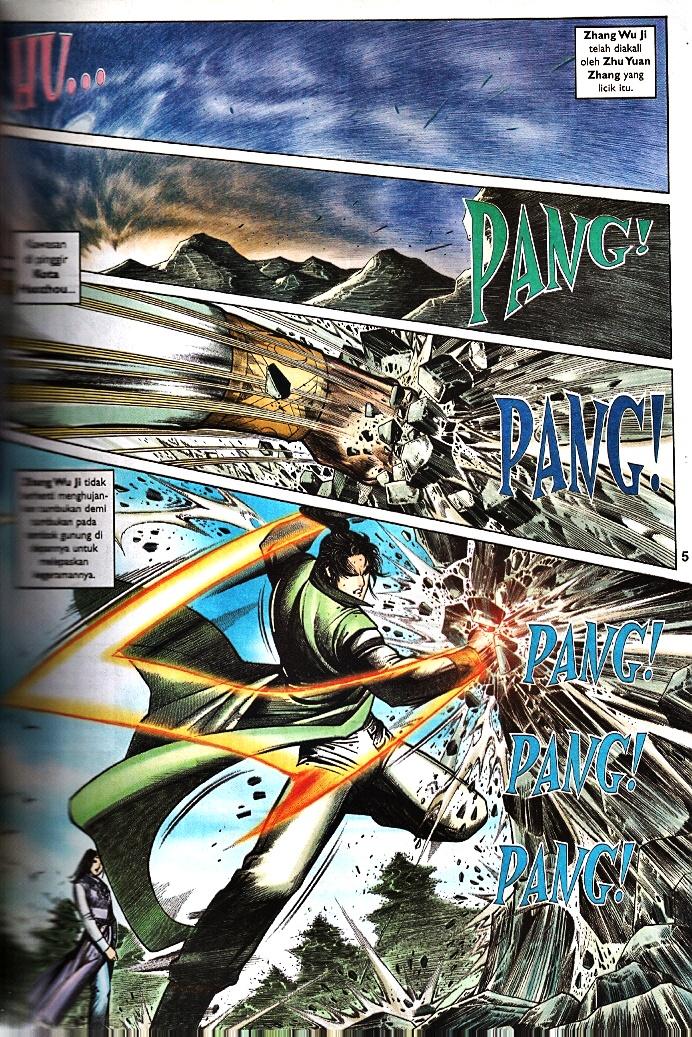 HU...
Zhang Wu Ji
telah diakali
oleh Zhu Yuan
Zhang yang
licik itu.
PANG!
Kawasan
di pinggir
Kota
PANG!
5
Zhang Wu Ji tidak
berhenti menghujan-
tumbukan demi
tumbukan pada
gunung di
untuk
melepaskan
kegeramannya.
PANG!
PANG!
PANG!